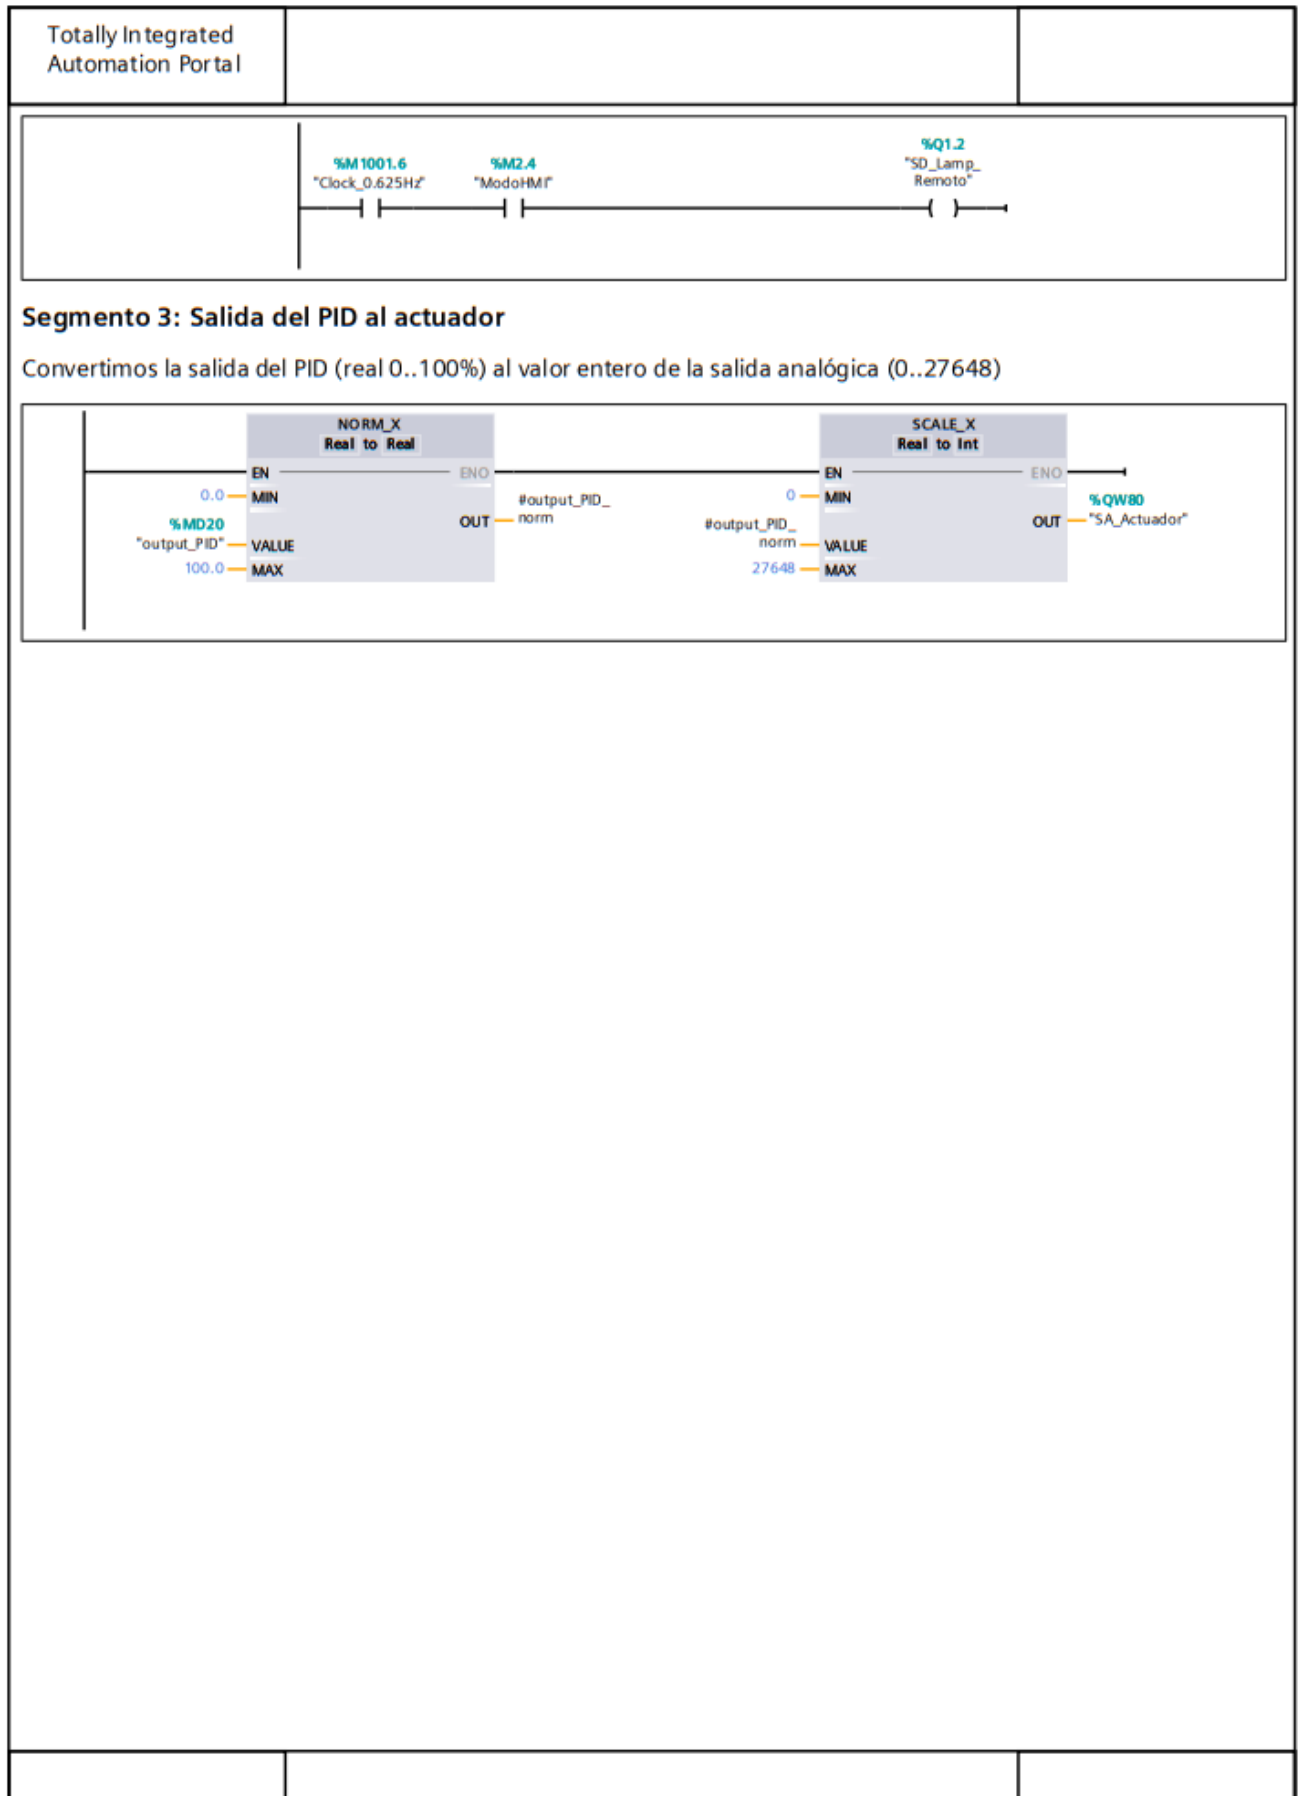 Totally Integrated
Automation Portal
%M1001.6
"Clock_0.625Hz"
%M2.4
"ModoHMI"
%Q1.2
"SD_Lamp_
Remoto"
Segmento 3: Salida del PID al actuador
Convertimos la salida del PID (real 0..100%) al valor entero de la salida analógica (0..27648)
NORM_X
Real to Real
EN
ENO
0.0
MIN
%MD20
"output_PID"
VALUE
100.0
MAX
OUT
#output_PID_
norm
SCALE_X
Real to Int
EN
ENO
0
MIN
#output_PID_
norm
VALUE
27648
MAX
OUT
%QW80
"SA_Actuador"